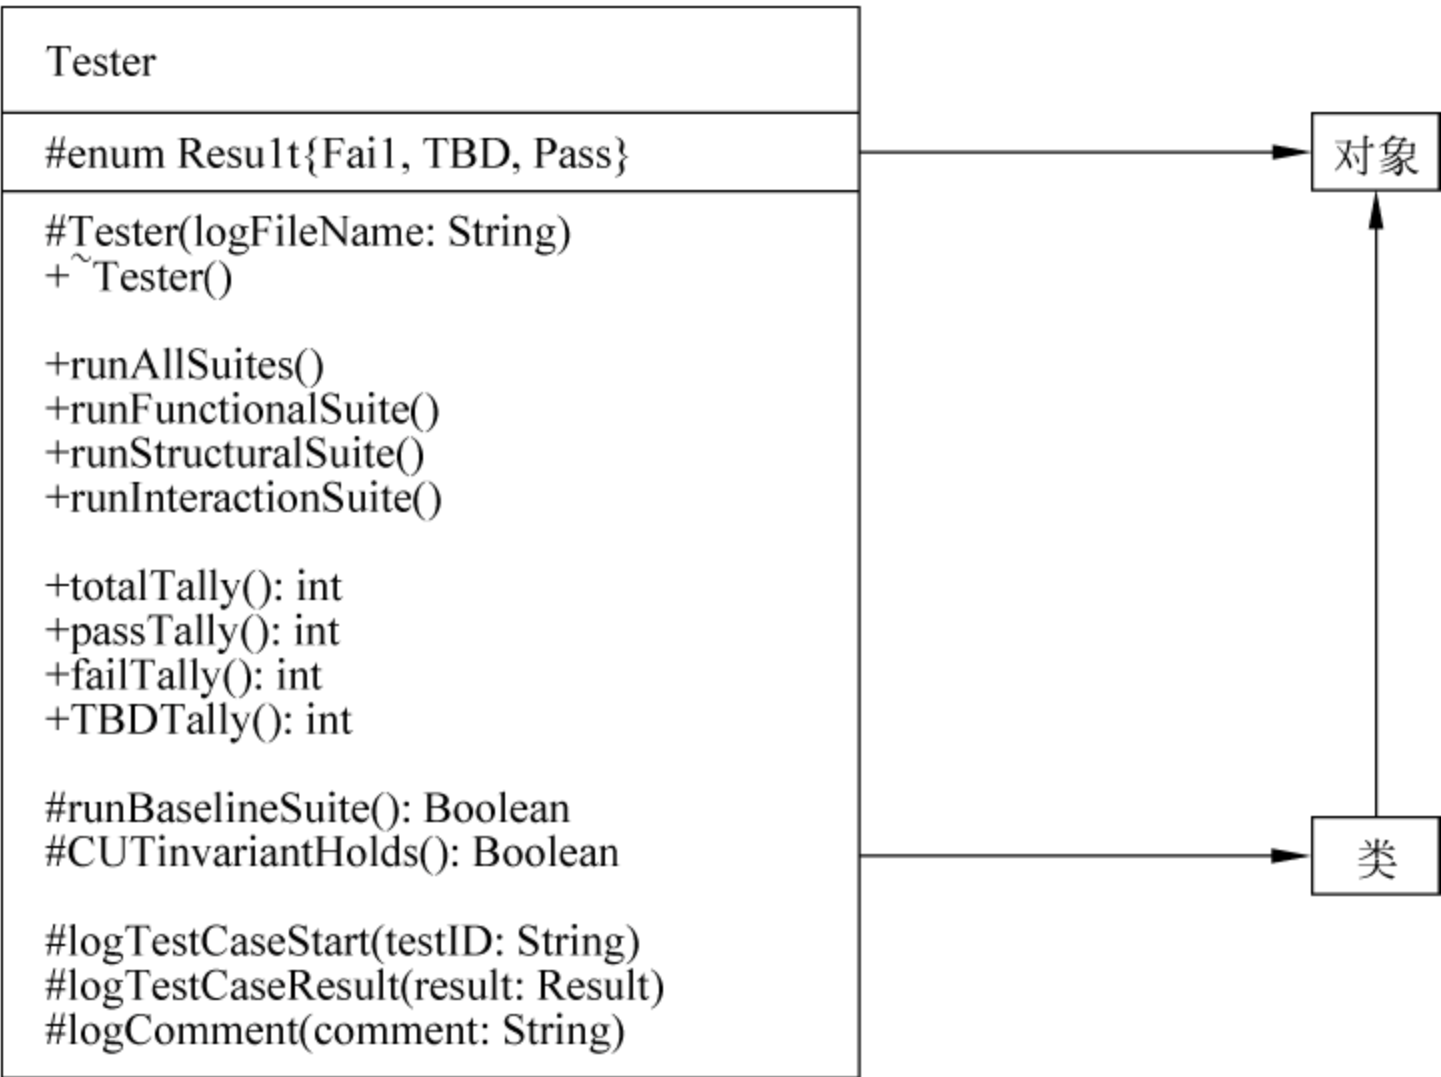 Tester
#enum Resu1t{Fai1, TBD, Pass}
对象
#Tester(logFileName: String)
+~Tester()
+runAllSuites()
+runFunctionalSuite()
+runStructuralSuite()
+runInteractionSuite()
+totalTally(): int
+passTally(): int
+failTally(): int
+TBDTally(): int
#runBaselineSuite(): Boolean
#CUTinvariantHolds(): Boolean
类
#logTestCaseStart(testID: String)
#logTestCaseResult(result: Result)
#logComment(comment: String)